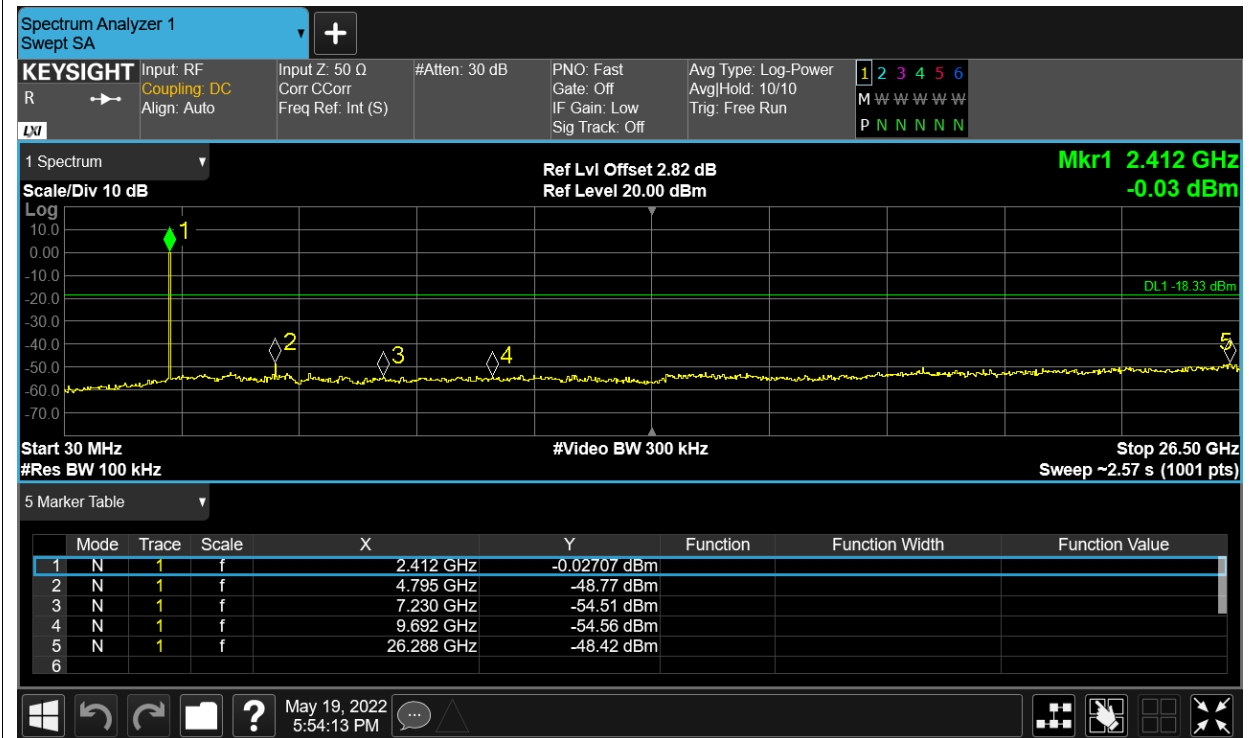 Spectrum Analyzer 1
Swept SA
KEYSIGHT
R
LXI
Input: RF
Coupling: DC
Align: Auto
Input Z: 50 Ω
Corr CCorr
Freq Ref: Int (S)
#Atten: 30 dB
PNO: Fast
Gate: Off
IF Gain: Low
Sig Track: Off
Avg Type: Log-Power
Avg|Hold: 10/10
Trig: Free Run
1 2 3 4 5 6
M W W W W W
P N N N N N
1 Spectrum
Scale/Div 10 dB
Ref Lvl Offset 2.82 dB
Ref Level 20.00 dBm
Mkr1 2.412 GHz
-0.03 dBm
Log
10.0
0.00
-10.0
-20.0
-30.0
-40.0
-50.0
-60.0
-70.0
1
2
3
4
5
DL1 -18.33 dBm
Start 30 MHz
#Video BW 300 kHz
Stop 26.50 GHz
#Res BW 100 kHz
Sweep ~2.57 s (1001 pts)
5 Marker Table
Mode Trace Scale X Y Function Function Width Function Value
1 N 1 f 2.412 GHz -0.02707 dBm
2 N 1 f 4.795 GHz -48.77 dBm
3 N 1 f 7.230 GHz -54.51 dBm
4 N 1 f 9.692 GHz -54.56 dBm
5 N 1 f 26.288 GHz -48.42 dBm
6
?
May 19, 2022
5:54:13 PM